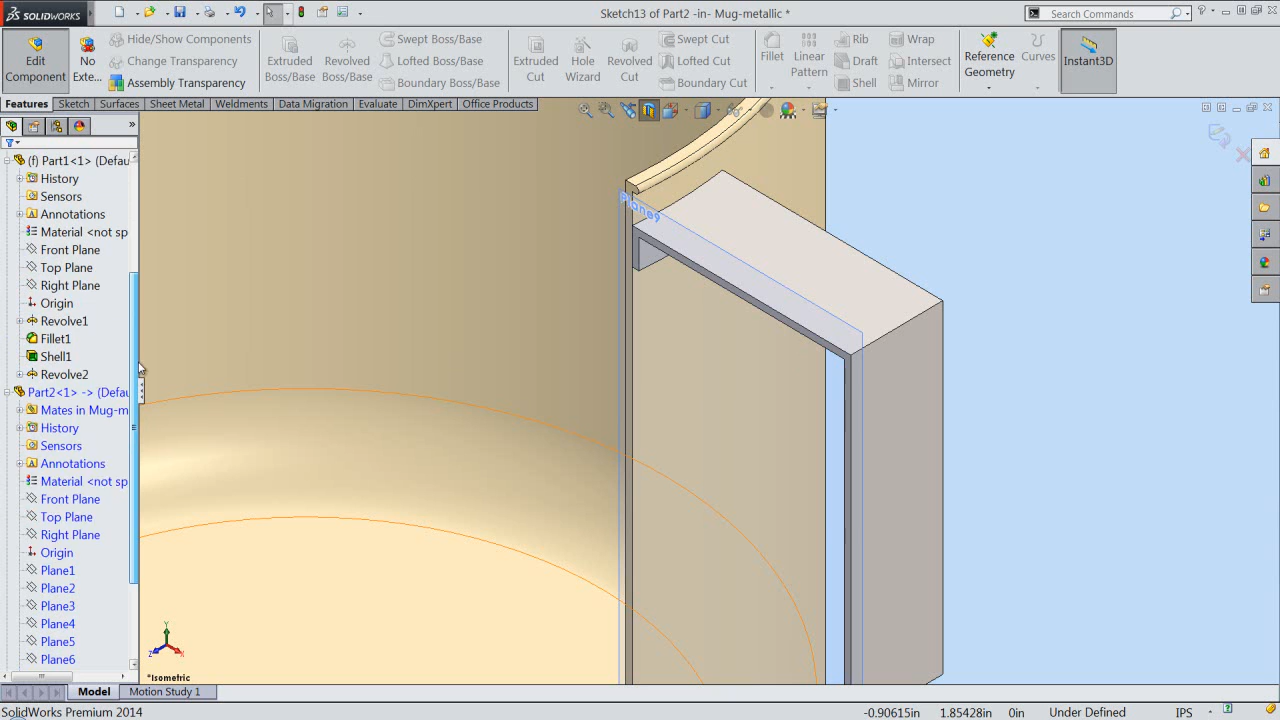 SOLIDWORKS
Sketch13 of Part2 -in- Mug-metallic *
Search Commands
Edit
Component
No
Exte...
Hide/Show Components
Change Transparency
Assembly Transparency
Extruded
Boss/Base
Revolved
Boss/Base
Swept Boss/Base
Lofted Boss/Base
Boundary Boss/Base
Extruded
Cut
Hole
Wizard
Revolved
Cut
Swept Cut
Lofted Cut
Boundary Cut
Fillet
Linear
Pattern
Rib
Draft
Shell
Wrap
Intersect
Mirror
Reference
Geometry
Curves
Instant3D
Features
Sketch
Surfaces
Sheet Metal
Weldments
Data Migration
Evaluate
DimXpert
Office Products
(f) Part1<1> (Defau
History
Sensors
Annotations
Material <not sp
Front Plane
Top Plane
Right Plane
Origin
Revolve1
Fillet1
Shell1
Revolve2
Part2<1> -> (Defau
Mates in Mug-m
History
Sensors
Annotations
Material <not sp
Front Plane
Top Plane
Right Plane
Origin
Plane1
Plane2
Plane3
Plane4
Plane5
Plane6
Plane9
Y
Z
X
*Isometric
Model
Motion Study 1
SolidWorks Premium 2014
-0.90615in
1.85428in
0in
Under Defined
IPS